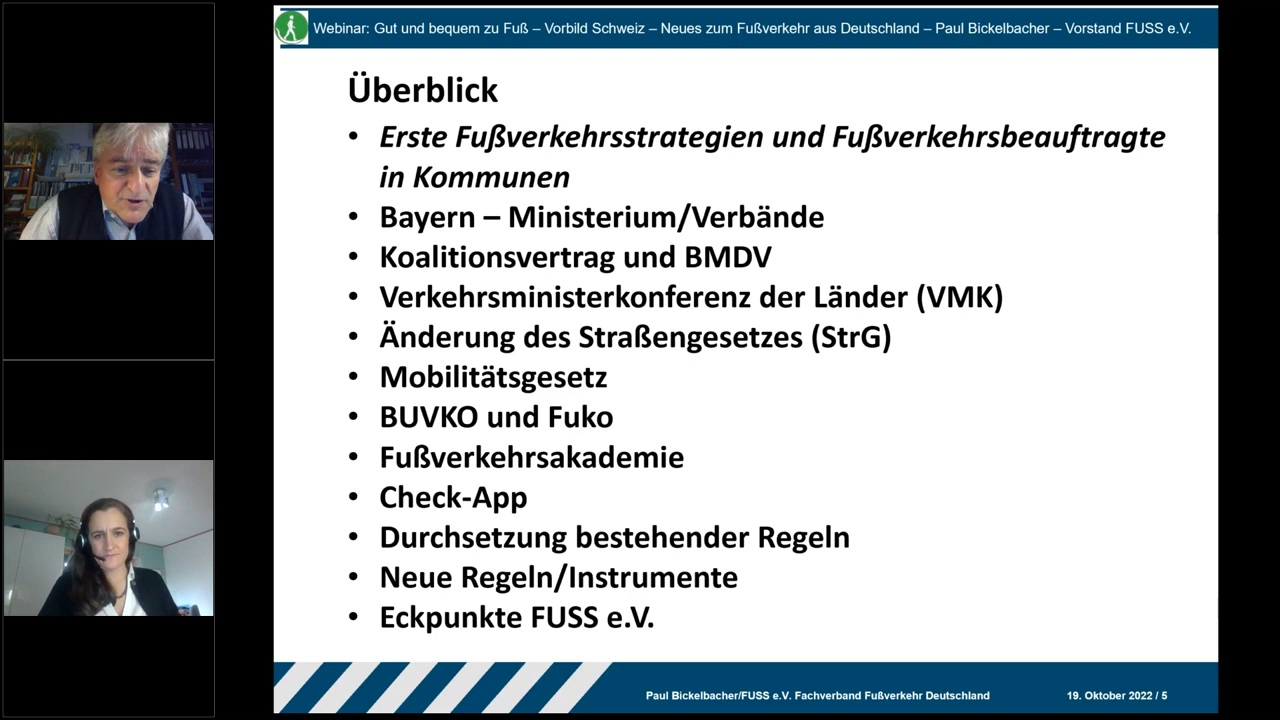 Webinar: Gut und bequem zu Fuß – Vorbild Schweiz – Neues zum Fußverkehr aus Deutschland – Paul Bickelbacher – Vorstand FUSS e.V.
Überblick
• Erste Fußverkehrsstrategien und Fußverkehrsbeauftragte
in Kommunen
• Bayern – Ministerium/Verbände
• Koalitionsvertrag und BMDV
• Verkehrsministerkonferenz der Länder (VMK)
• Änderung des Straßengesetzes (StrG)
• Mobilitätsgesetz
• BUVKO und Fuko
• Fußverkehrsakademie
• Check-App
• Durchsetzung bestehender Regeln
• Neue Regeln/Instrumente
• Eckpunkte FUSS e.V.
Paul Bickelbacher/FUSS e.V. Fachverband Fußverkehr Deutschland 19. Oktober 2022 / 5